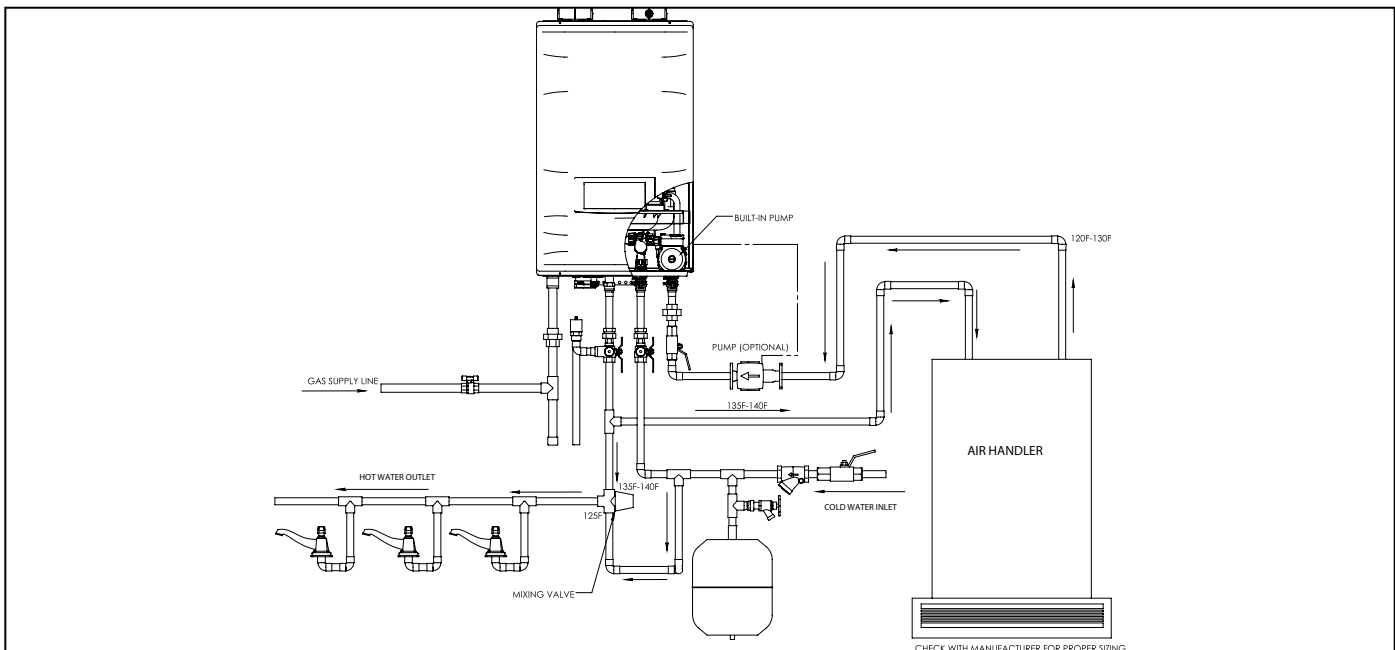 BUILT-IN PUMP
120F-130F
PUMP (OPTIONAL)
GAS SUPPLY LINE
135F-140F
AIR HANDLER
HOT WATER OUTLET
135F-140F
125F
COLD WATER INLET
MIXING VALVE
CHECK WITH MANUFACTURER FOR PROPER SIZING